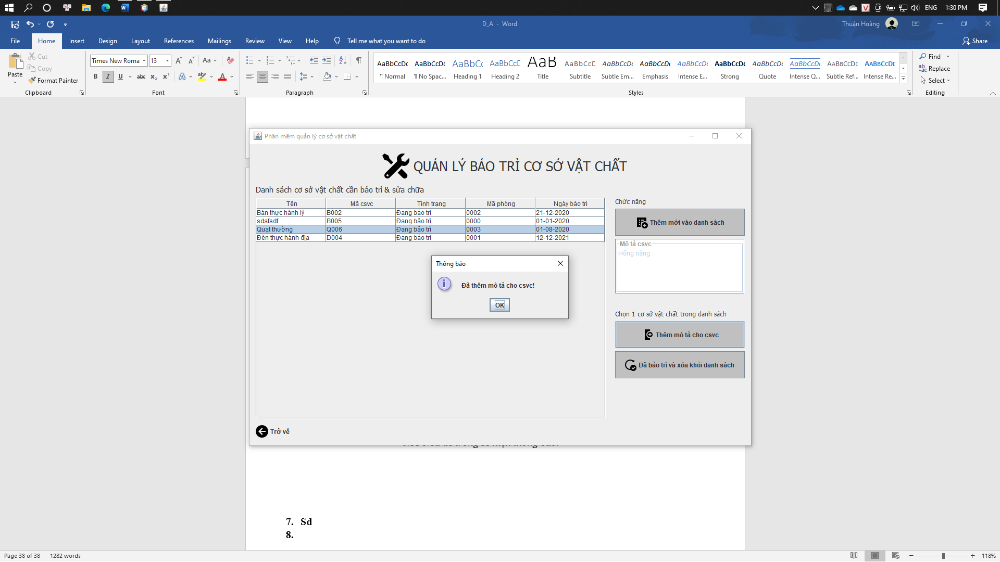 ENG 1:30 PM
D_A - Word
Thuận Hoàng
File Home Insert Design Layout References Mailings Review View Help Tell me what you want to do Share
Paste
Cut
Copy
Format Painter
Clipboard
Times New Roma 13
Font
Paragraph
AaBbCcDc AaBbCcDc AaBbCc AaBbCcD AaB AaBbCcD AaBbCcDc AaBbCcDc AaBbCcDc AaBbCcDc AaBbCcDc AaBbCcDc AABBCCDD AABBCCDD
¶ Normal ¶ No Spac... Heading 1 Heading 2 Title Subtitle Subtle Em... Emphasis Intense E... Strong Quote Intense Q... Subtle Ref... Intense Re...
Styles
Find
Replace
Select
Editing
Phần mềm quản lý cơ sở vật chất
QUẢN LÝ BẢO TRÌ CƠ SỞ VẬT CHẤT
Danh sách cơ sở vật chất cần bảo trì & sửa chữa
Tên Mã csvc Tình trạng Mã phòng Ngày bảo trì
Bàn thực hành lý B002 Đang bảo trì 0002 21-12-2020
sdafsdf B005 Đang bảo trì 0000 01-01-2020
Quạt thường Q006 Đang bảo trì 0003 01-08-2020
Đèn thực hành địa D004 Đang bảo trì 0001 12-12-2021
Chức năng
Thêm mới vào danh sách
Mô tả csvc
Hỏng nặng
Thông báo
Đã thêm mô tả cho csvc!
OK
Chọn 1 cơ sở vật chất trong danh sách
Thêm mô tả cho csvc
Đã bảo trì và xóa khỏi danh sách
Trở về
7. Sd
8.
Page 38 of 38 1282 words
118%